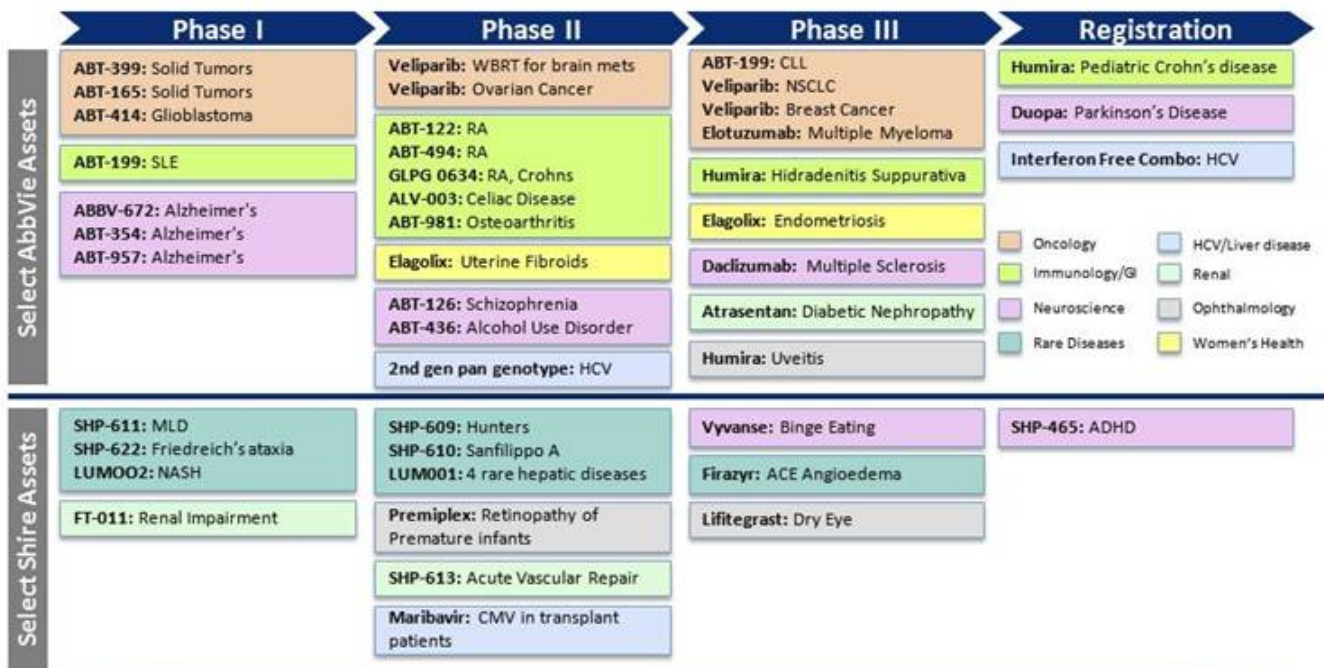 Phase I
Phase II
Phase III
Registration
Select AbbVie Assets
ABT-399: Solid Tumors
ABT-165: Solid Tumors
ABT-414: Glioblastoma
ABT-199: SLE
ABBV-672: Alzheimer's
ABT-354: Alzheimer's
ABT-957: Alzheimer's
Veliparib: WBRT for brain mets
Veliparib: Ovarian Cancer
ABT-122: RA
ABT-494: RA
GLPG 0634: RA, Crohns
ALV-003: Celiac Disease
ABT-981: Osteoarthritis
Elagolix: Uterine Fibroids
ABT-126: Schizophrenia
ABT-436: Alcohol Use Disorder
2nd gen pan genotype: HCV
ABT-199: CLL
Veliparib: NSCLC
Veliparib: Breast Cancer
Elotuzumab: Multiple Myeloma
Humira: Hidradenitis Suppurativa
Elagolix: Endometriosis
Daclizumab: Multiple Sclerosis
Atrasentan: Diabetic Nephropathy
Humira: Uveitis
Humira: Pediatric Crohn's disease
Duopa: Parkinson's Disease
Interferon Free Combo: HCV
Oncology
HCV/Liver disease
Immunology/GI
Renal
Neuroscience
Ophthalmology
Rare Diseases
Women's Health
Select Shire Assets
SHP-611: MLD
SHP-622: Friedreich's ataxia
LUMOO2: NASH
FT-011: Renal Impairment
SHP-609: Hunters
SHP-610: Sanfilippo A
LUM001: 4 rare hepatic diseases
Premiplex: Retinopathy of
Premature infants
SHP-613: Acute Vascular Repair
Maribavir: CMV in transplant
patients
Vyvanse: Binge Eating
Firazyr: ACE Angioedema
Lifitegrast: Dry Eye
SHP-465: ADHD